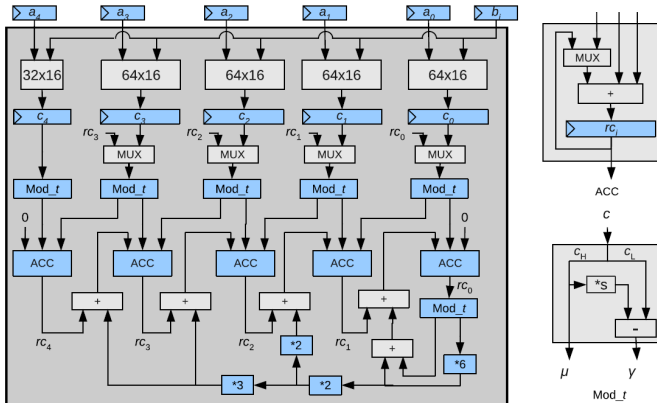 a4 a3 a2 a1 a0 bi
32x16 64x16 64x16 64x16 64x16
c4 c3 c2 c1 c0
rc3 rc2 rc1 rc0
MUX MUX MUX MUX
Mod_t Mod_t Mod_t Mod_t Mod_t
0 0
ACC ACC ACC ACC ACC
rc0
+ + + + Mod_t
rc4 rc3 rc2 rc1
*2 + *6
*3 *2
MUX
+
rci
ACC
c
cH cL
*s
-
μ γ
Mod_t